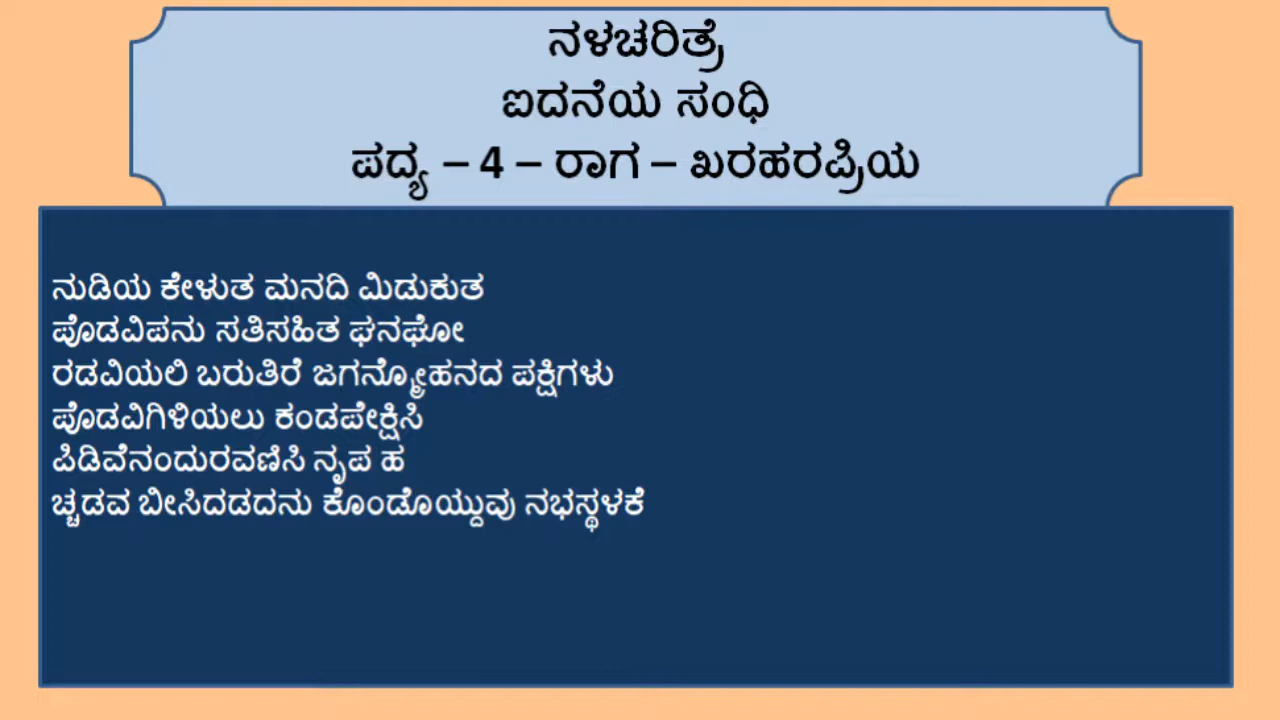 ನಳಚರಿತ್ರೆ
ಐದನೆಯ ಸಂಧಿ
ಪದ್ಯ – 4 – ರಾಗ – ಖರಹರಪ್ರಿಯ
ನುಡಿಯ ಕೇಳುತ ಮನದಿ ಮಿಡುಕುತ
ಪೊಡವಿಪನು ಸತಿಸಹಿತ ಘನಘೋ
ರಡವಿಯಲಿ ಬರುತಿರೆ ಜಗನ್ಮೋಹನದ ಪಕ್ಷಿಗಳು
ಪೊಡವಿಗಿಳಿಯಲು ಕಂಡಪೇಕ್ಷಿಸಿ
ಪಿಡಿವೆನಂದುರವಣಿಸಿ ನೃಪ ಹ
ಚ್ಚಡವ ಬೀಸಿದಡದನು ಕೊಂಡೊಯ್ದುವು ನಭಸ್ಥಳಕೆ